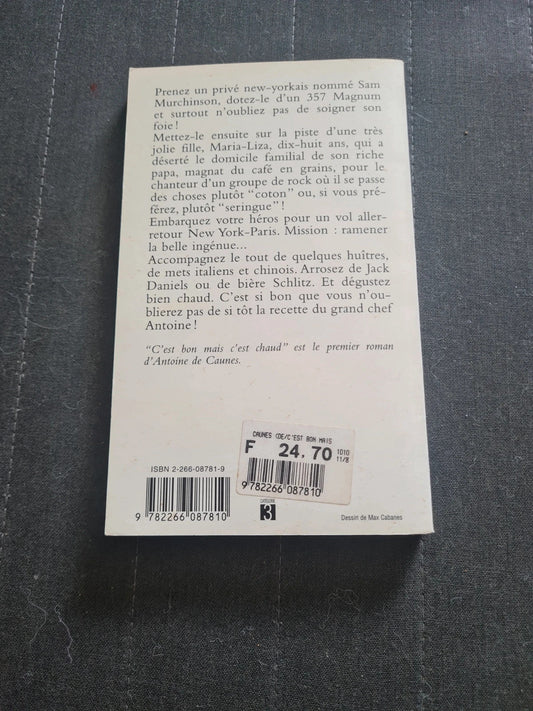 Prenez un privé new-yorkais nommé Sam
Murchinson, dotez-le d'un 357 Magnum
et surtout n'oubliez pas de soigner son
foie !
Mettez-le ensuite sur la piste d'une très
jolie fille, Maria-Liza, dix-huit ans, qui a
déserté le domicile familial de son riche
papa, magnat du café en grains, pour le
chanteur d'un groupe de rock où il se passe
des choses plutôt "coton" ou, si vous pré-
férez, plutôt "seringue" !
Embarquez votre héros pour un vol aller-
retour New York-Paris. Mission : ramener
la belle ingénue...
Accompagnez le tout de quelques huîtres,
de mets italiens et chinois. Arrosez de Jack
Daniels ou de bière Schlitz. Et dégustez
bien chaud. C'est si bon que vous n'ou-
blierez pas de si tôt la recette du grand chef
Antoine !
"C'est bon mais c'est chaud" est le premier roman
d'Antoine de Caunes.
CAUNES (DE/C'EST BON MAIS
F 24.70 1010
11/8
9 782266 087810
ISBN 2-266-08781-9
9 782266 087810
CATÉGORIE
3
Dessin de Max Cabanes